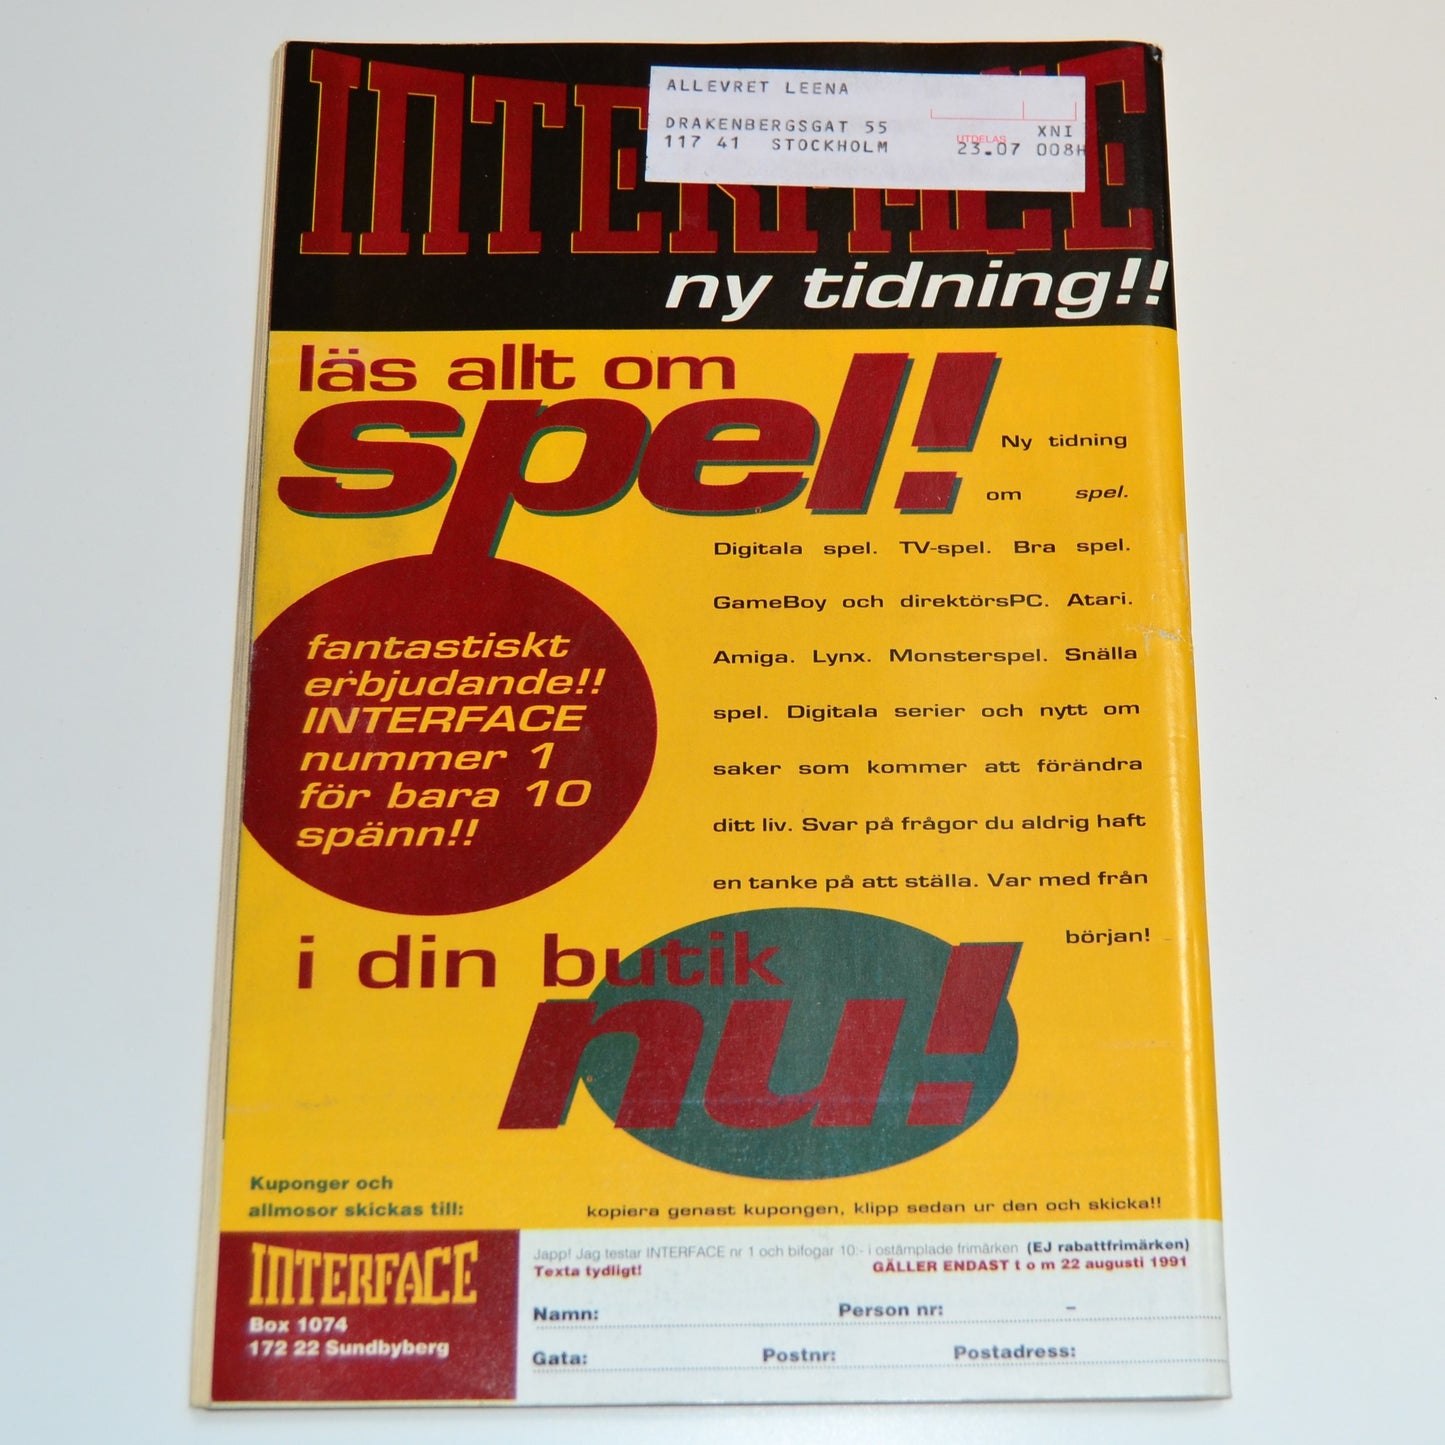 INTERFACE
ALLEVRET LEENA
DRAKENBERGSGAT 55
XNI
117 41 STOCKHOLM
UTDELAS
23.07 008H
ny tidning!!
läs allt om
spel!
Ny tidning
om spel.
Digitala spel. TV-spel. Bra spel.
GameBoy och direktörsPC. Atari.
Amiga. Lynx. Monsterspel. Snälla
spel. Digitala serier och nytt om
saker som kommer att förändra
ditt liv. Svar på frågor du aldrig haft
en tanke på att ställa. Var med från
början!
fantastiskt
erbjudande!!
INTERFACE
nummer 1
för bara 10
spänn!!
i din butik
nu!
Kuponger och
allmosor skickas till:
kopiera genast kupongen, klipp sedan ur den och skicka!!
INTERFACE
Box 1074
172 22 Sundbyberg
Japp! Jag testar INTERFACE nr 1 och bifogar 10:- i ostämplade frimärken (EJ rabattfrimärken)
Texta tydligt! GÄLLER ENDAST t o m 22 augusti 1991
Namn: Person nr: –
Gata: Postnr: Postadress: